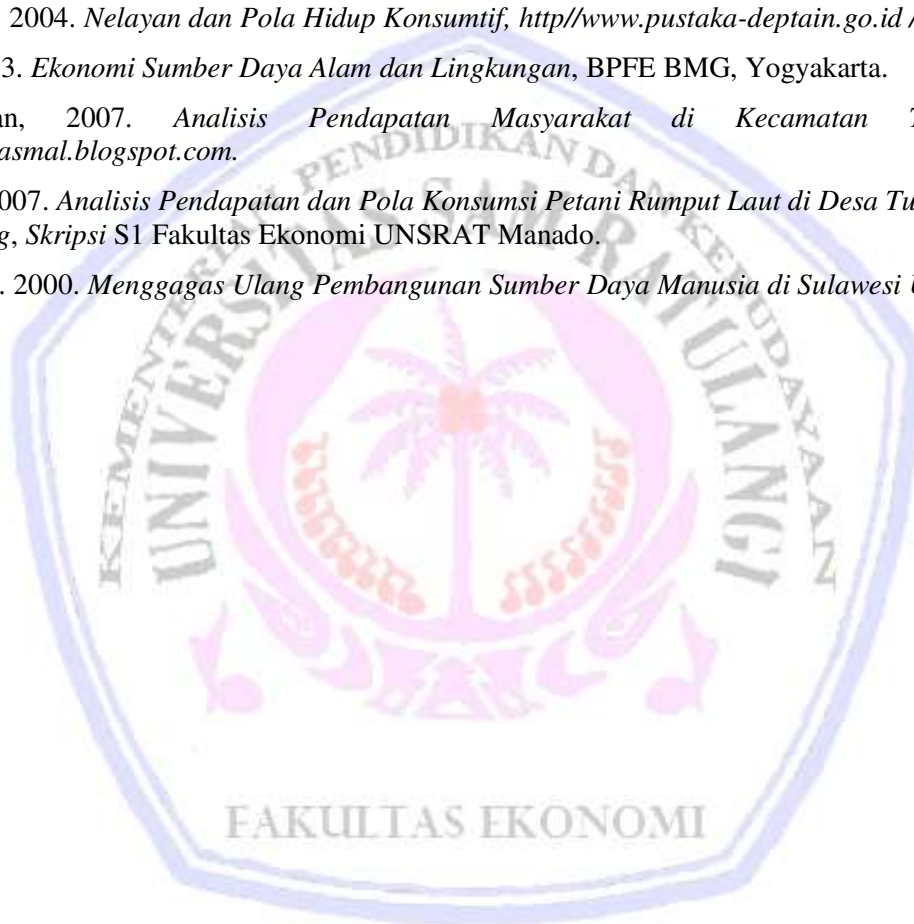 2004. Nelayan dan Pola Hidup Konsumtif, http//www.pustaka-deptain.go.id /
3. Ekonomi Sumber Daya Alam dan Lingkungan, BPFE BMG, Yogyakarta.
an, 2007. Analisis Pendapatan Masyarakat di Kecamatan T
asmal.blogspot.com.
007. Analisis Pendapatan dan Pola Konsumsi Petani Rumput Laut di Desa Tu
g, Skripsi S1 Fakultas Ekonomi UNSRAT Manado.
. 2000. Menggagas Ulang Pembangunan Sumber Daya Manusia di Sulawesi U
KEMENTERIAN PENDIDIKAN DAN KEBUDAYAAN
UNIVERSITAS SAM RATULANGI
FAKULTAS EKONOMI